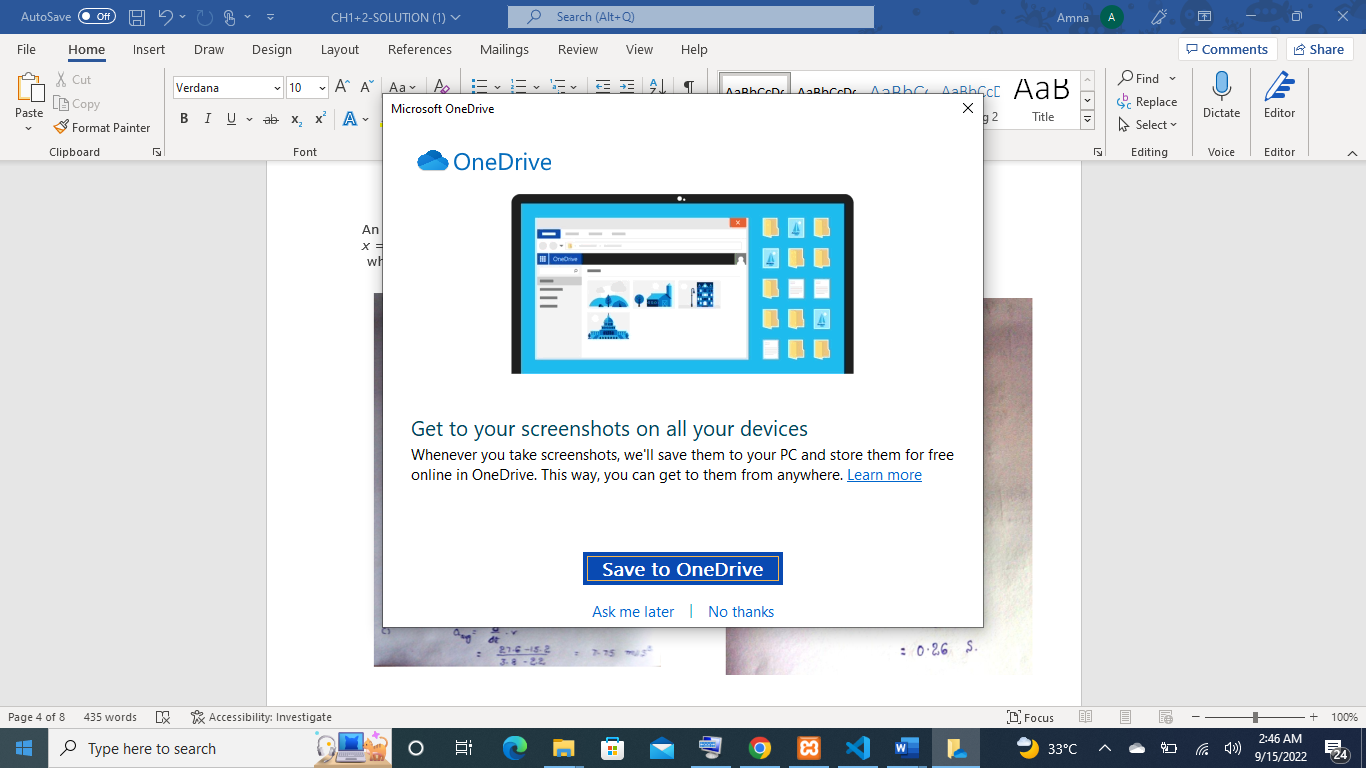 AutoSave Off CH1+2-SOLUTION (1) Search (Alt+Q) Amna A
File Home Insert Draw Design Layout References Mailings Review View Help Comments Share
Paste Cut Copy Format Painter
Clipboard
Verdana 10 Aa A
B I U ab x2 x2 A
Font
AaBbCcDc AaBbCcDc AaBbCc AaBbCcD AaB
g 2 Title
Find Replace Select
Editing
Dictate
Voice
Editor
Editor
An
x =
wh
Microsoft OneDrive
OneDrive
OneDrive
Get to your screenshots on all your devices
Whenever you take screenshots, we'll save them to your PC and store them for free
online in OneDrive. This way, you can get to them from anywhere. Learn more
Save to OneDrive
Ask me later | No thanks
= 27.6 - 15.2
3.8 - 2.2
= 7.75 m/s2
= 0.26 S.
Page 4 of 8 435 words Accessibility: Investigate Focus 100%
Type here to search 33°C 2:46 AM
9/15/2022 24